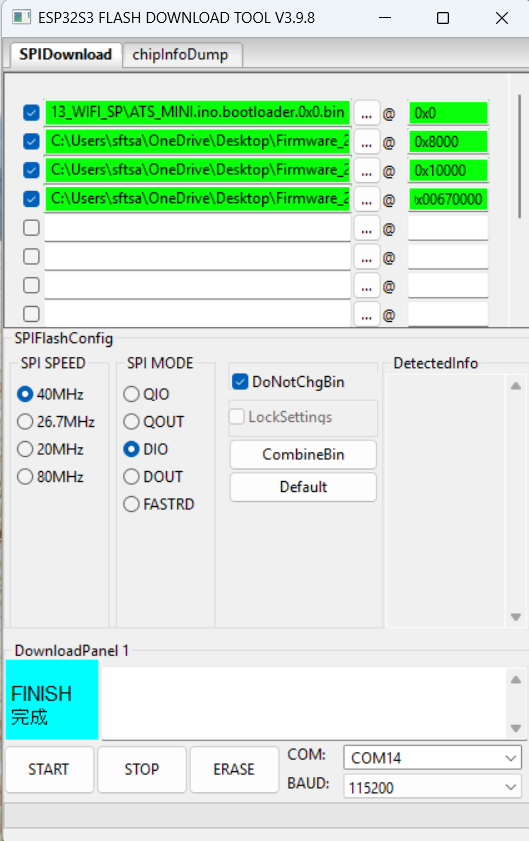 ESP32S3 FLASH DOWNLOAD TOOL V3.9.8
SPIDownload chipInfoDump
13_WIFI_SP\ATS_MINI.ino.bootloader.0x0.bin ... @ 0x0
C:\Users\sftsa\OneDrive\Desktop\Firmware_2 ... @ 0x8000
C:\Users\sftsa\OneDrive\Desktop\Firmware_2 ... @ 0x10000
C:\Users\sftsa\OneDrive\Desktop\Firmware_2 ... @ x00670000
... @
... @
... @
... @
SPIFlashConfig
SPI SPEED
40MHz
26.7MHz
20MHz
80MHz
SPI MODE
QIO
QOUT
DIO
DOUT
FASTRD
DoNotChgBin
LockSettings
CombineBin
Default
DetectedInfo
DownloadPanel 1
FINISH
完成
START STOP ERASE
COM: COM14
BAUD: 115200